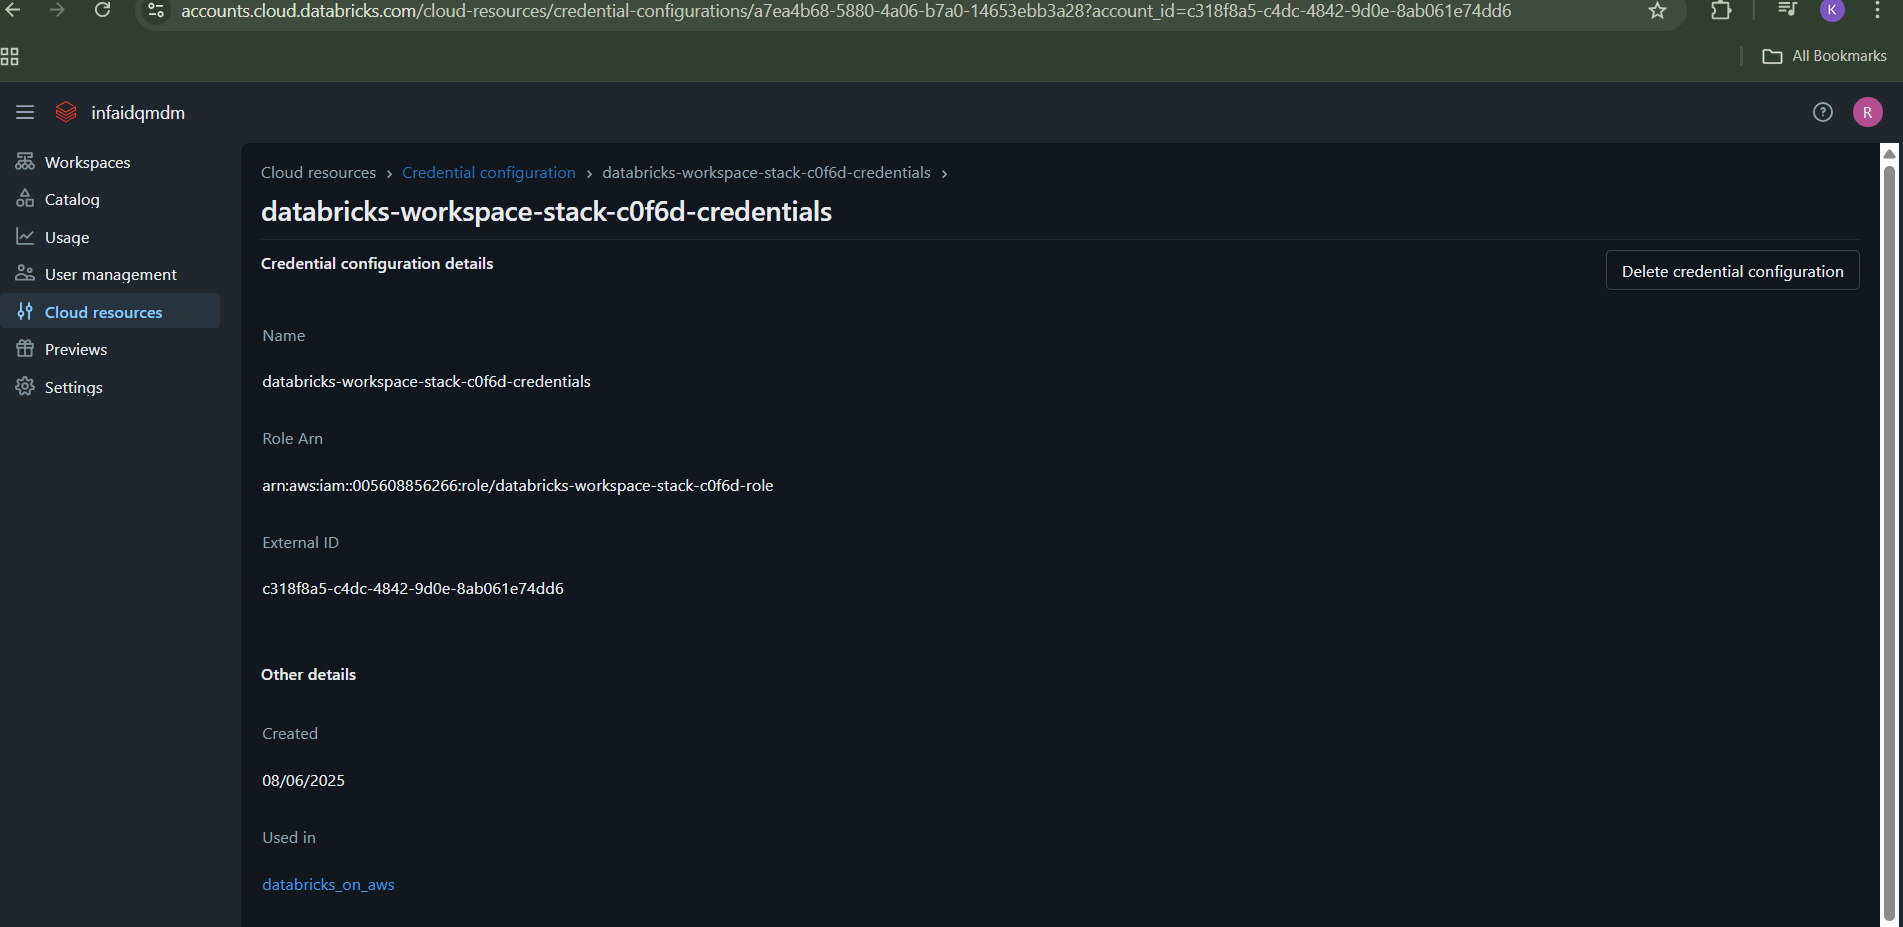 accounts.cloud.databricks.com/cloud-resources/credential-configurations/a7ea4b68-5880-4a06-b7a0-14653ebb3a28?account_id=c318f8a5-c4dc-4842-9d0e-8ab061e74dd6
K
All Bookmarks
infaidqmdm
R
Workspaces
Catalog
Usage
User management
Cloud resources
Previews
Settings
Cloud resources › Credential configuration › databricks-workspace-stack-c0f6d-credentials ›
databricks-workspace-stack-c0f6d-credentials
Credential configuration details
Delete credential configuration
Name
databricks-workspace-stack-c0f6d-credentials
Role Arn
arn:aws:iam::005608856266:role/databricks-workspace-stack-c0f6d-role
External ID
c318f8a5-c4dc-4842-9d0e-8ab061e74dd6
Other details
Created
08/06/2025
Used in
databricks_on_aws